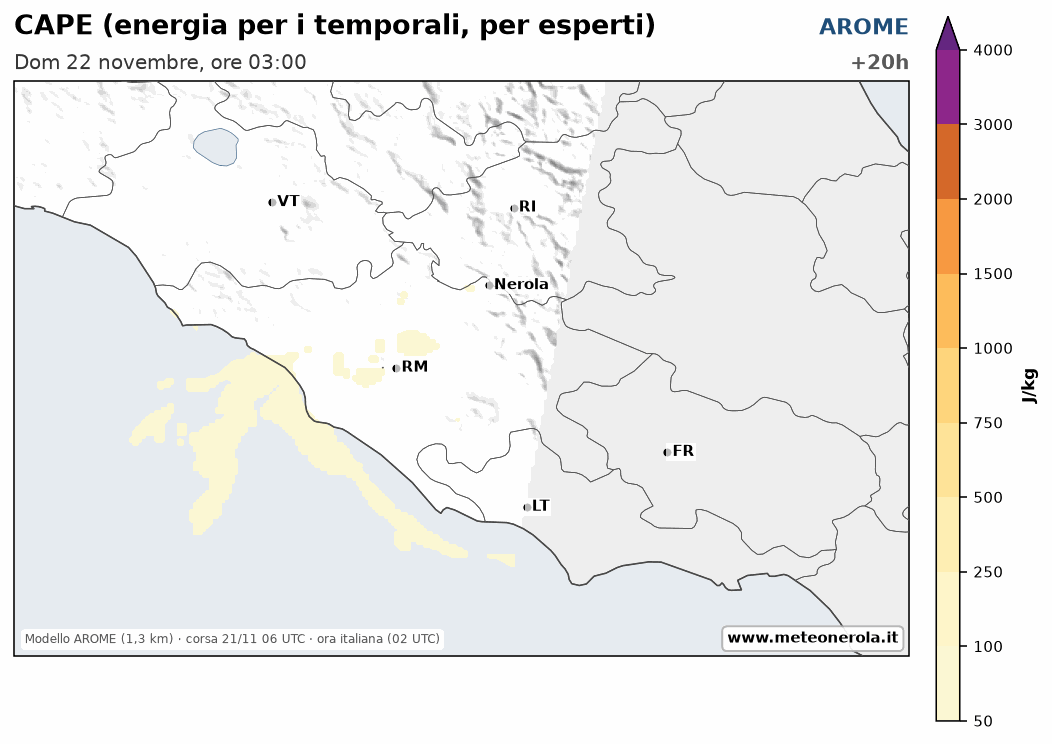 CAPE (energia per i temporali, per esperti)
AROME
Dom 22 novembre, ore 03:00
+20h
4000
3000
2000
1500
1000
750
500
250
100
50
J/kg
VT
RI
Nerola
RM
FR
LT
Modello AROME (1,3 km) · corsa 21/11 06 UTC · ora italiana (02 UTC)
www.meteonerola.it